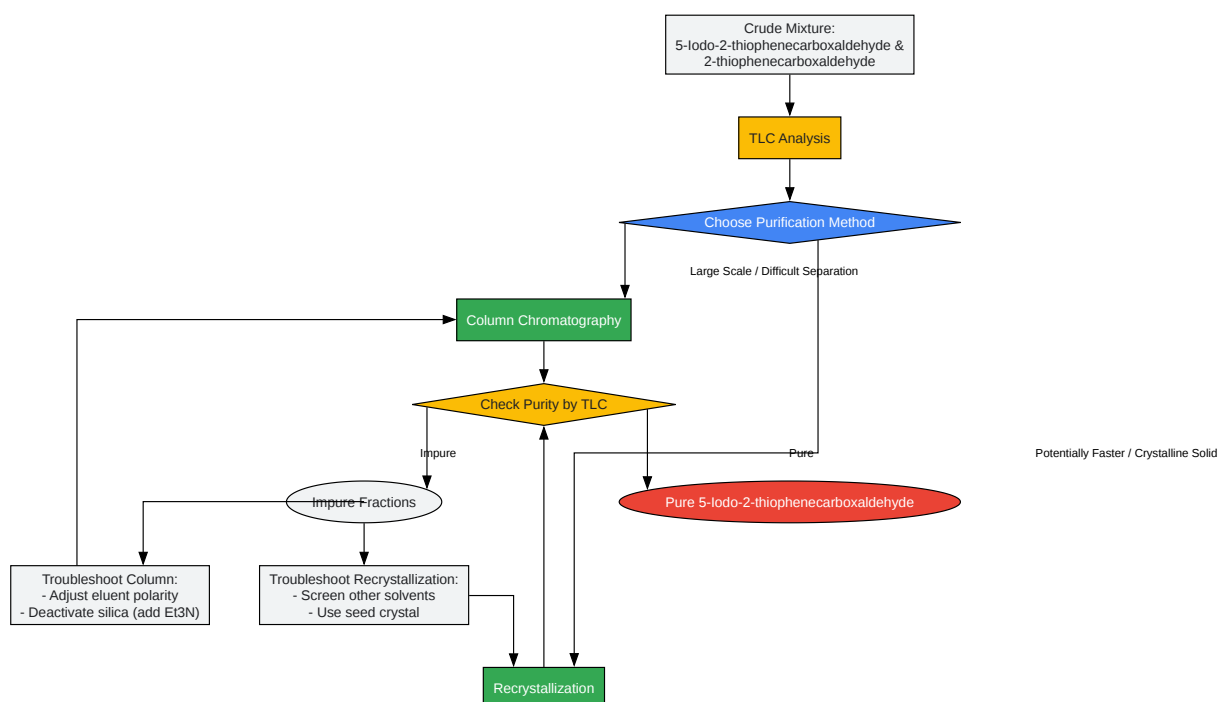 Crude Mixture:
5-Iodo-2-thiophenecarboxaldehyde &
2-thiophenecarboxaldehyde
TLC Analysis
Choose Purification Method
Large Scale / Difficult Separation
Column Chromatography
Check Purity by TLC
Impure
Pure
Potentially Faster / Crystalline Solid
Impure Fractions
Pure 5-Iodo-2-thiophenecarboxaldehyde
Troubleshoot Column:
- Adjust eluent polarity
- Deactivate silica (add Et3N)
Troubleshoot Recrystallization:
- Screen other solvents
- Use seed crystal
Recrystallization